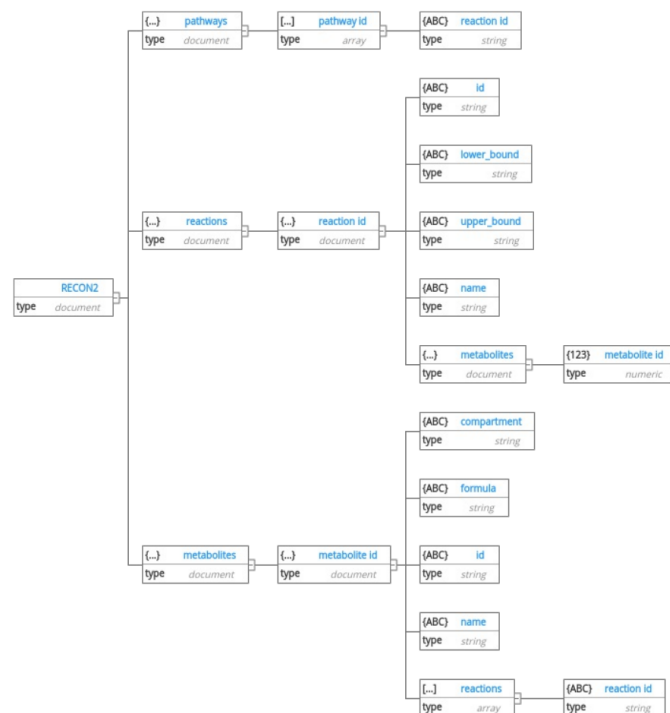 {...} pathways
type document
[...] pathway id
type array
{ABC} reaction id
type string
{ABC} id
type string
{ABC} lower_bound
type string
{...} reactions
type document
{...} reaction id
type document
{ABC} upper_bound
type string
RECON2
type document
{ABC} name
type string
{...} metabolites
type document
{123} metabolite id
type numeric
{ABC} compartment
type string
{ABC} formula
type string
{...} metabolites
type document
{...} metabolite id
type document
{ABC} id
type string
{ABC} name
type string
[...] reactions
type array
{ABC} reaction id
type string